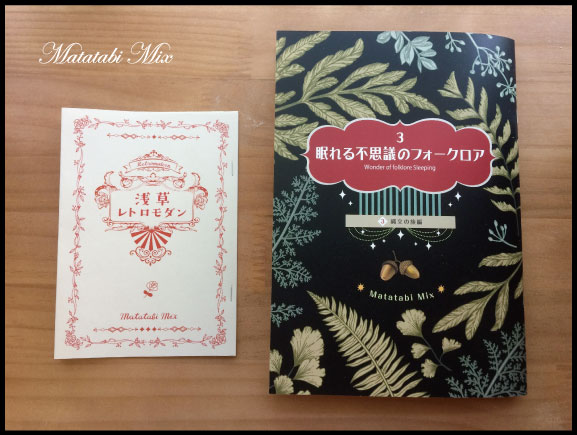 Matatabi Mix
浅草
レトロモダン
Matatabi Mix
3
眠れる不思議のフォークロア
Wonder of folklore Sleeping
Matatabi Mix